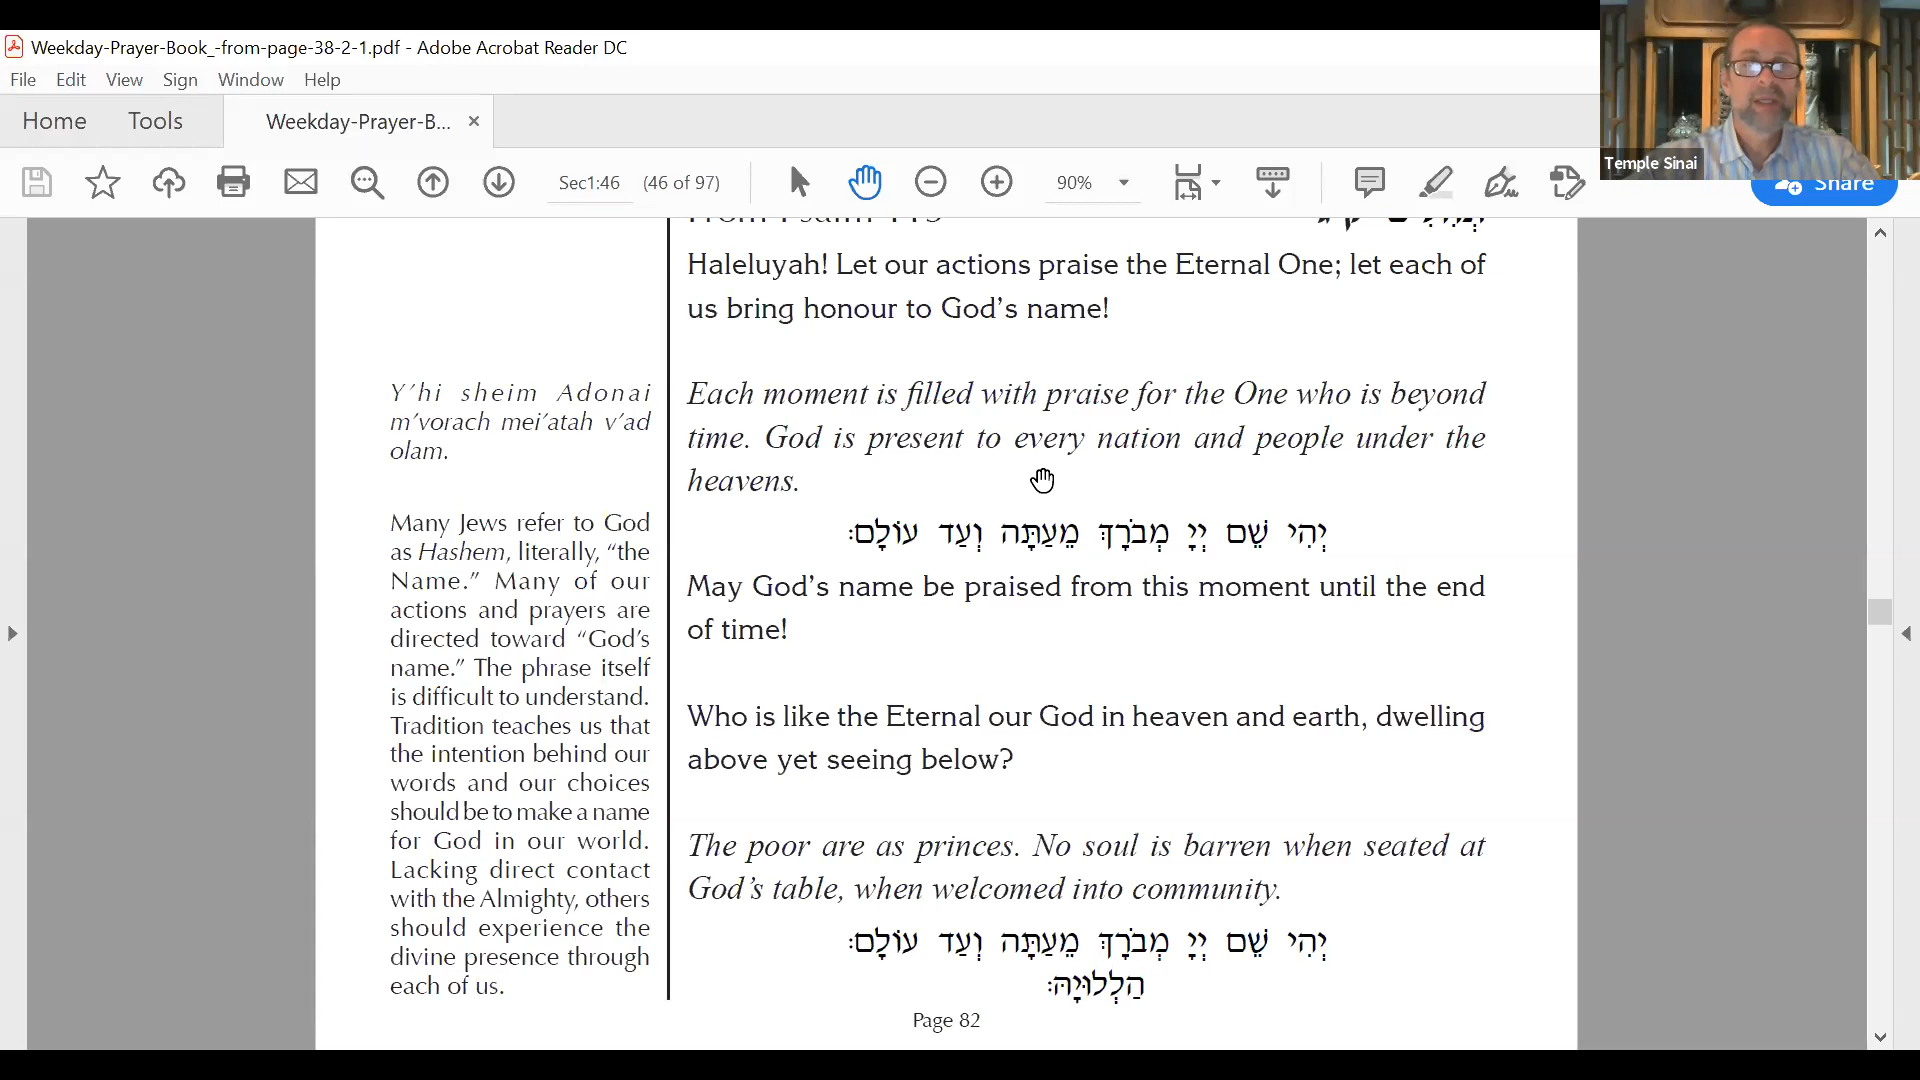 Weekday-Prayer-Book_-from-page-38-2-1.pdf - Adobe Acrobat Reader DC
File Edit View Sign Window Help
Home Tools Weekday-Prayer-B... ×
Sec1:46 (46 of 97) 90% Share
Temple Sinai
From Psalm 113
Haleluyah! Let our actions praise the Eternal One; let each of
us bring honour to God’s name!
Each moment is filled with praise for the One who is beyond
time. God is present to every nation and people under the
heavens.
יְהִי שֵׁם יְיָ מְבֹרָךְ מֵעַתָּה וְעַד עוֹלָם׃
May God’s name be praised from this moment until the end
of time!
Who is like the Eternal our God in heaven and earth, dwelling
above yet seeing below?
The poor are as princes. No soul is barren when seated at
God’s table, when welcomed into community.
יְהִי שֵׁם יְיָ מְבֹרָךְ מֵעַתָּה וְעַד עוֹלָם׃
הַלְלוּיָהּ׃
Y’hi sheim Adonai
m’vorach mei’atah v’ad
olam.
Many Jews refer to God
as Hashem, literally, “the
Name.” Many of our
actions and prayers are
directed toward “God’s
name.” The phrase itself
is difficult to understand.
Tradition teaches us that
the intention behind our
words and our choices
should be to make a name
for God in our world.
Lacking direct contact
with the Almighty, others
should experience the
divine presence through
each of us.
Page 82